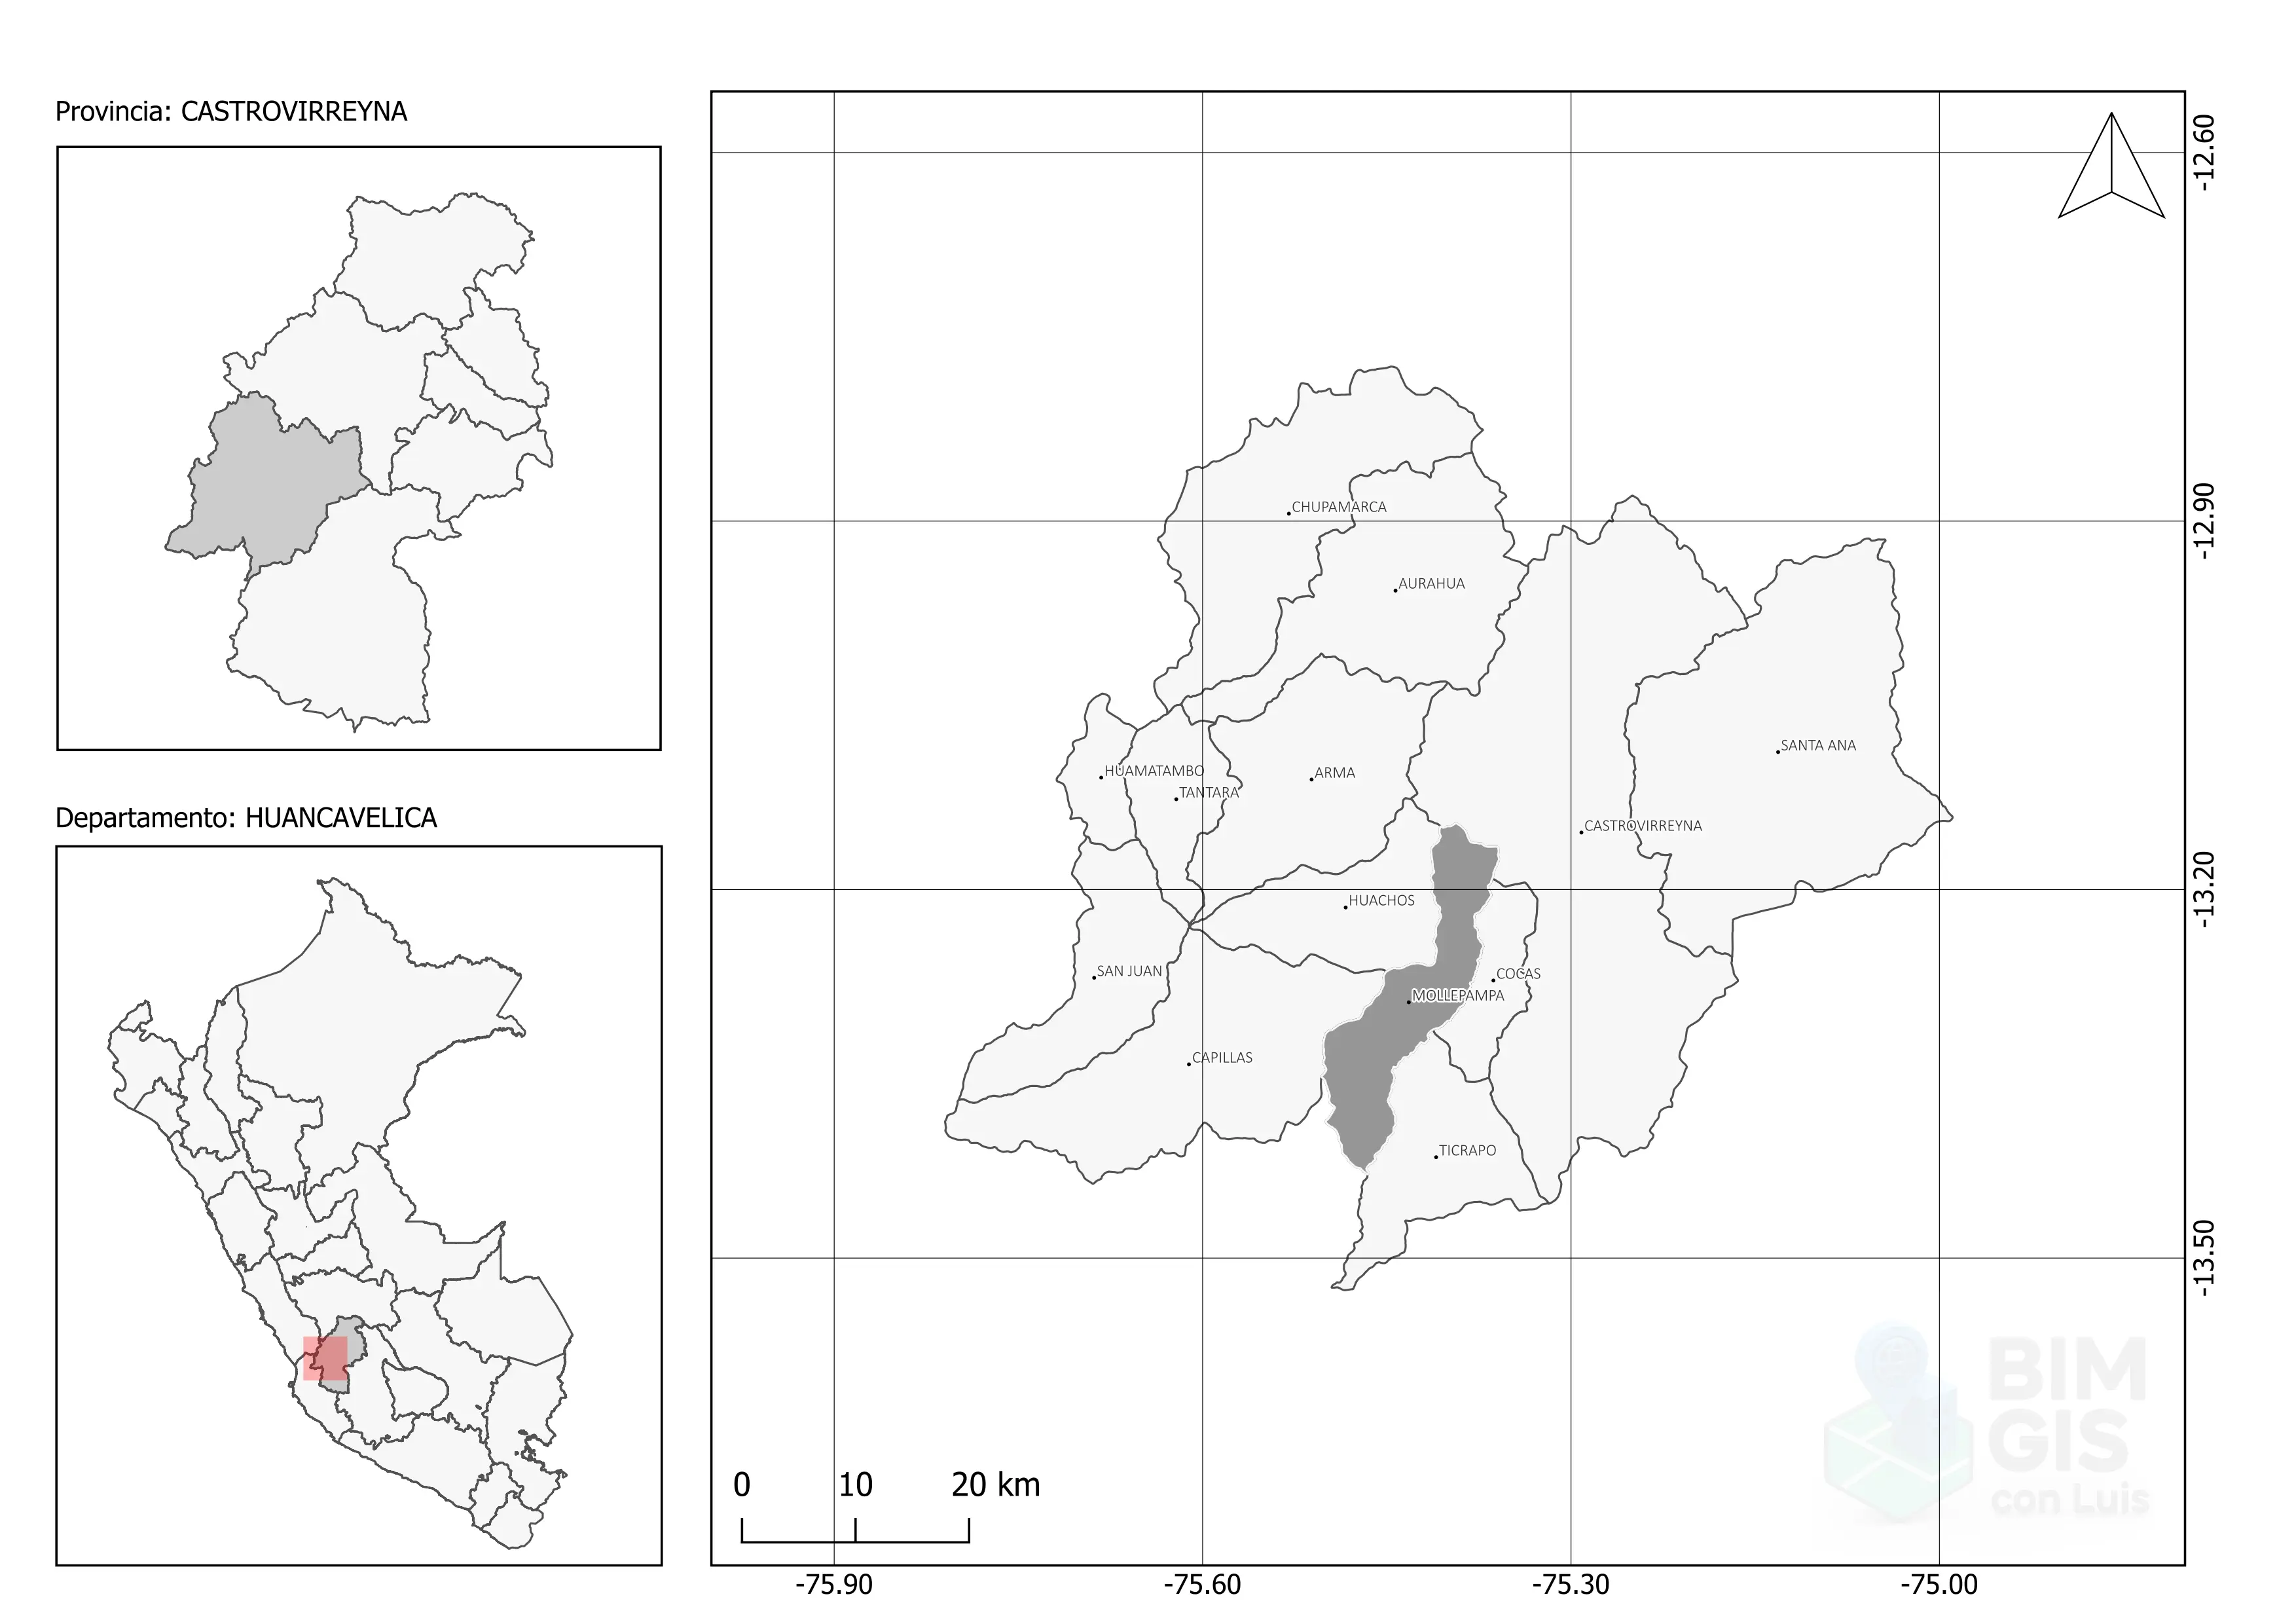 Provincia: CASTROVIRREYNA
Departamento: HUANCAVELICA
CHUPAMARCA
AURAHUA
SANTA ANA
HUAMATAMBO
TANTARA
ARMA
CASTROVIRREYNA
HUACHOS
SAN JUAN
COCAS
MOLLEPAMPA
CAPILLAS
TICRAPO
-12.60
-12.90
-13.20
-13.50
0 10 20 km
-75.90 -75.60 -75.30 -75.00
BIM
GIS
con Luis